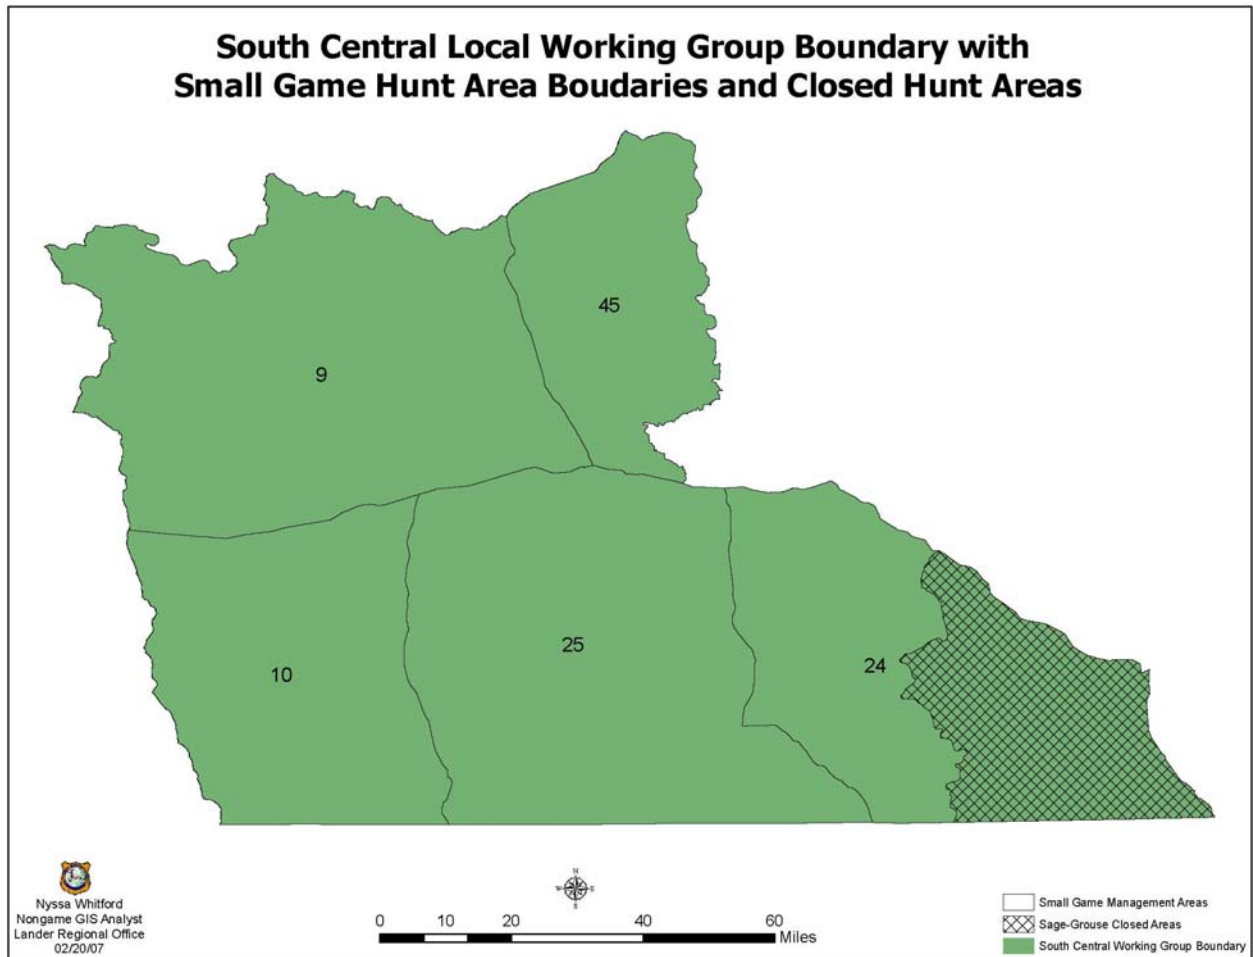 South Central Local Working Group Boundary with
Small Game Hunt Area Boudaries and Closed Hunt Areas
45
9
25
24
10
Nyssa Whitford
Nongame GIS Analyst
Lander Regional Office
02/20/07
N
W E
S
0 10 20 40 60
Miles
Small Game Management Areas
Sage-Grouse Closed Areas
South Central Working Group Boundary